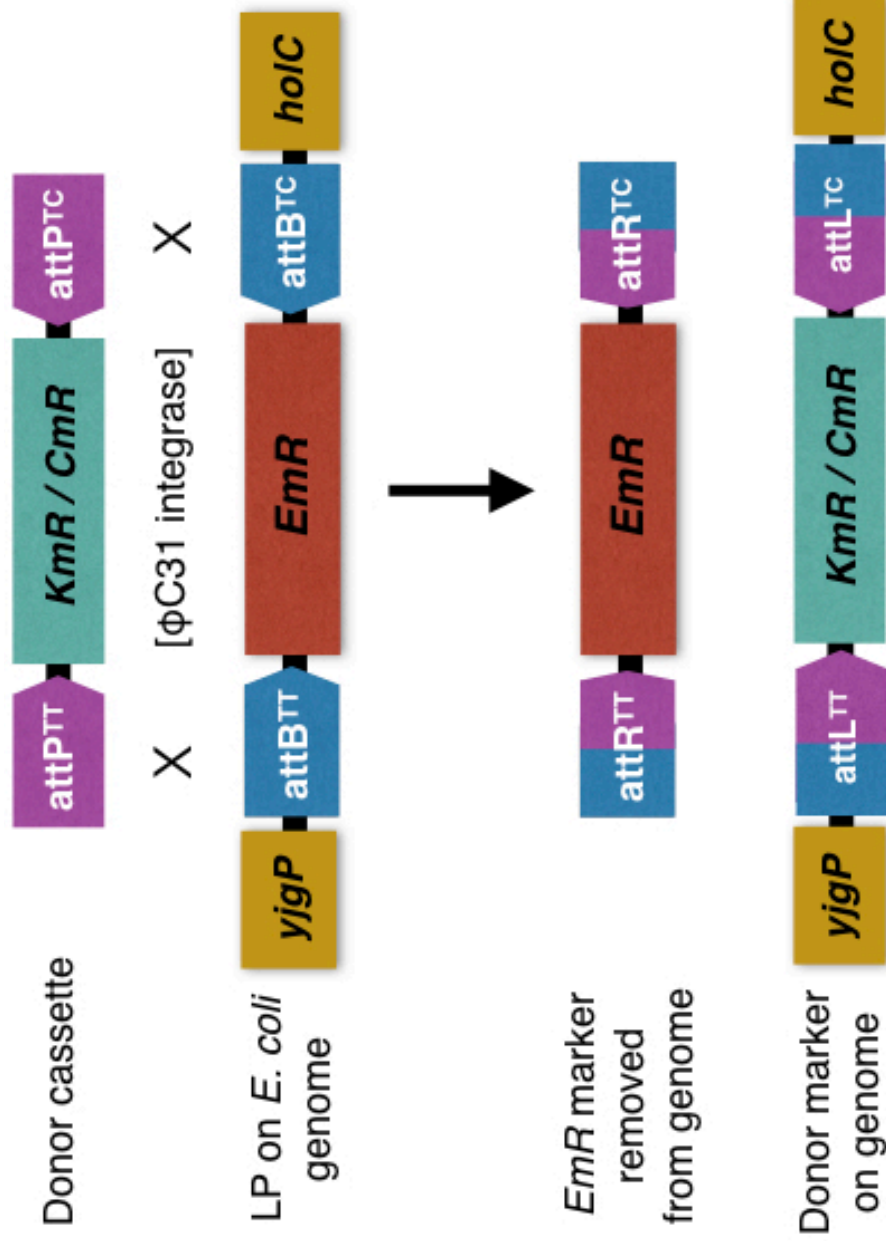 Donor cassette
attPTT
KmR / CmR
attPTC
X
[ϕC31 integrase]
X
LP on E. coli
genome
yjgP
attBTT
EmR
attBTC
holC
EmR marker
removed
from genome
attRTT
EmR
attRTC
Donor marker
on genome
yjgP
attLTT
KmR / CmR
attLTC
holC